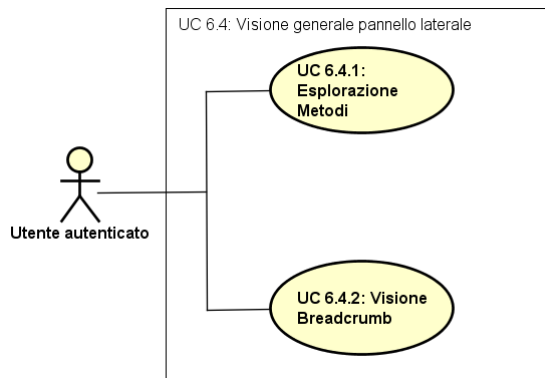 UC 6.4: Visione generale pannello laterale
UC 6.4.1:
Esplorazione
Metodi
Utente autenticato
UC 6.4.2: Visione
Breadcrumb